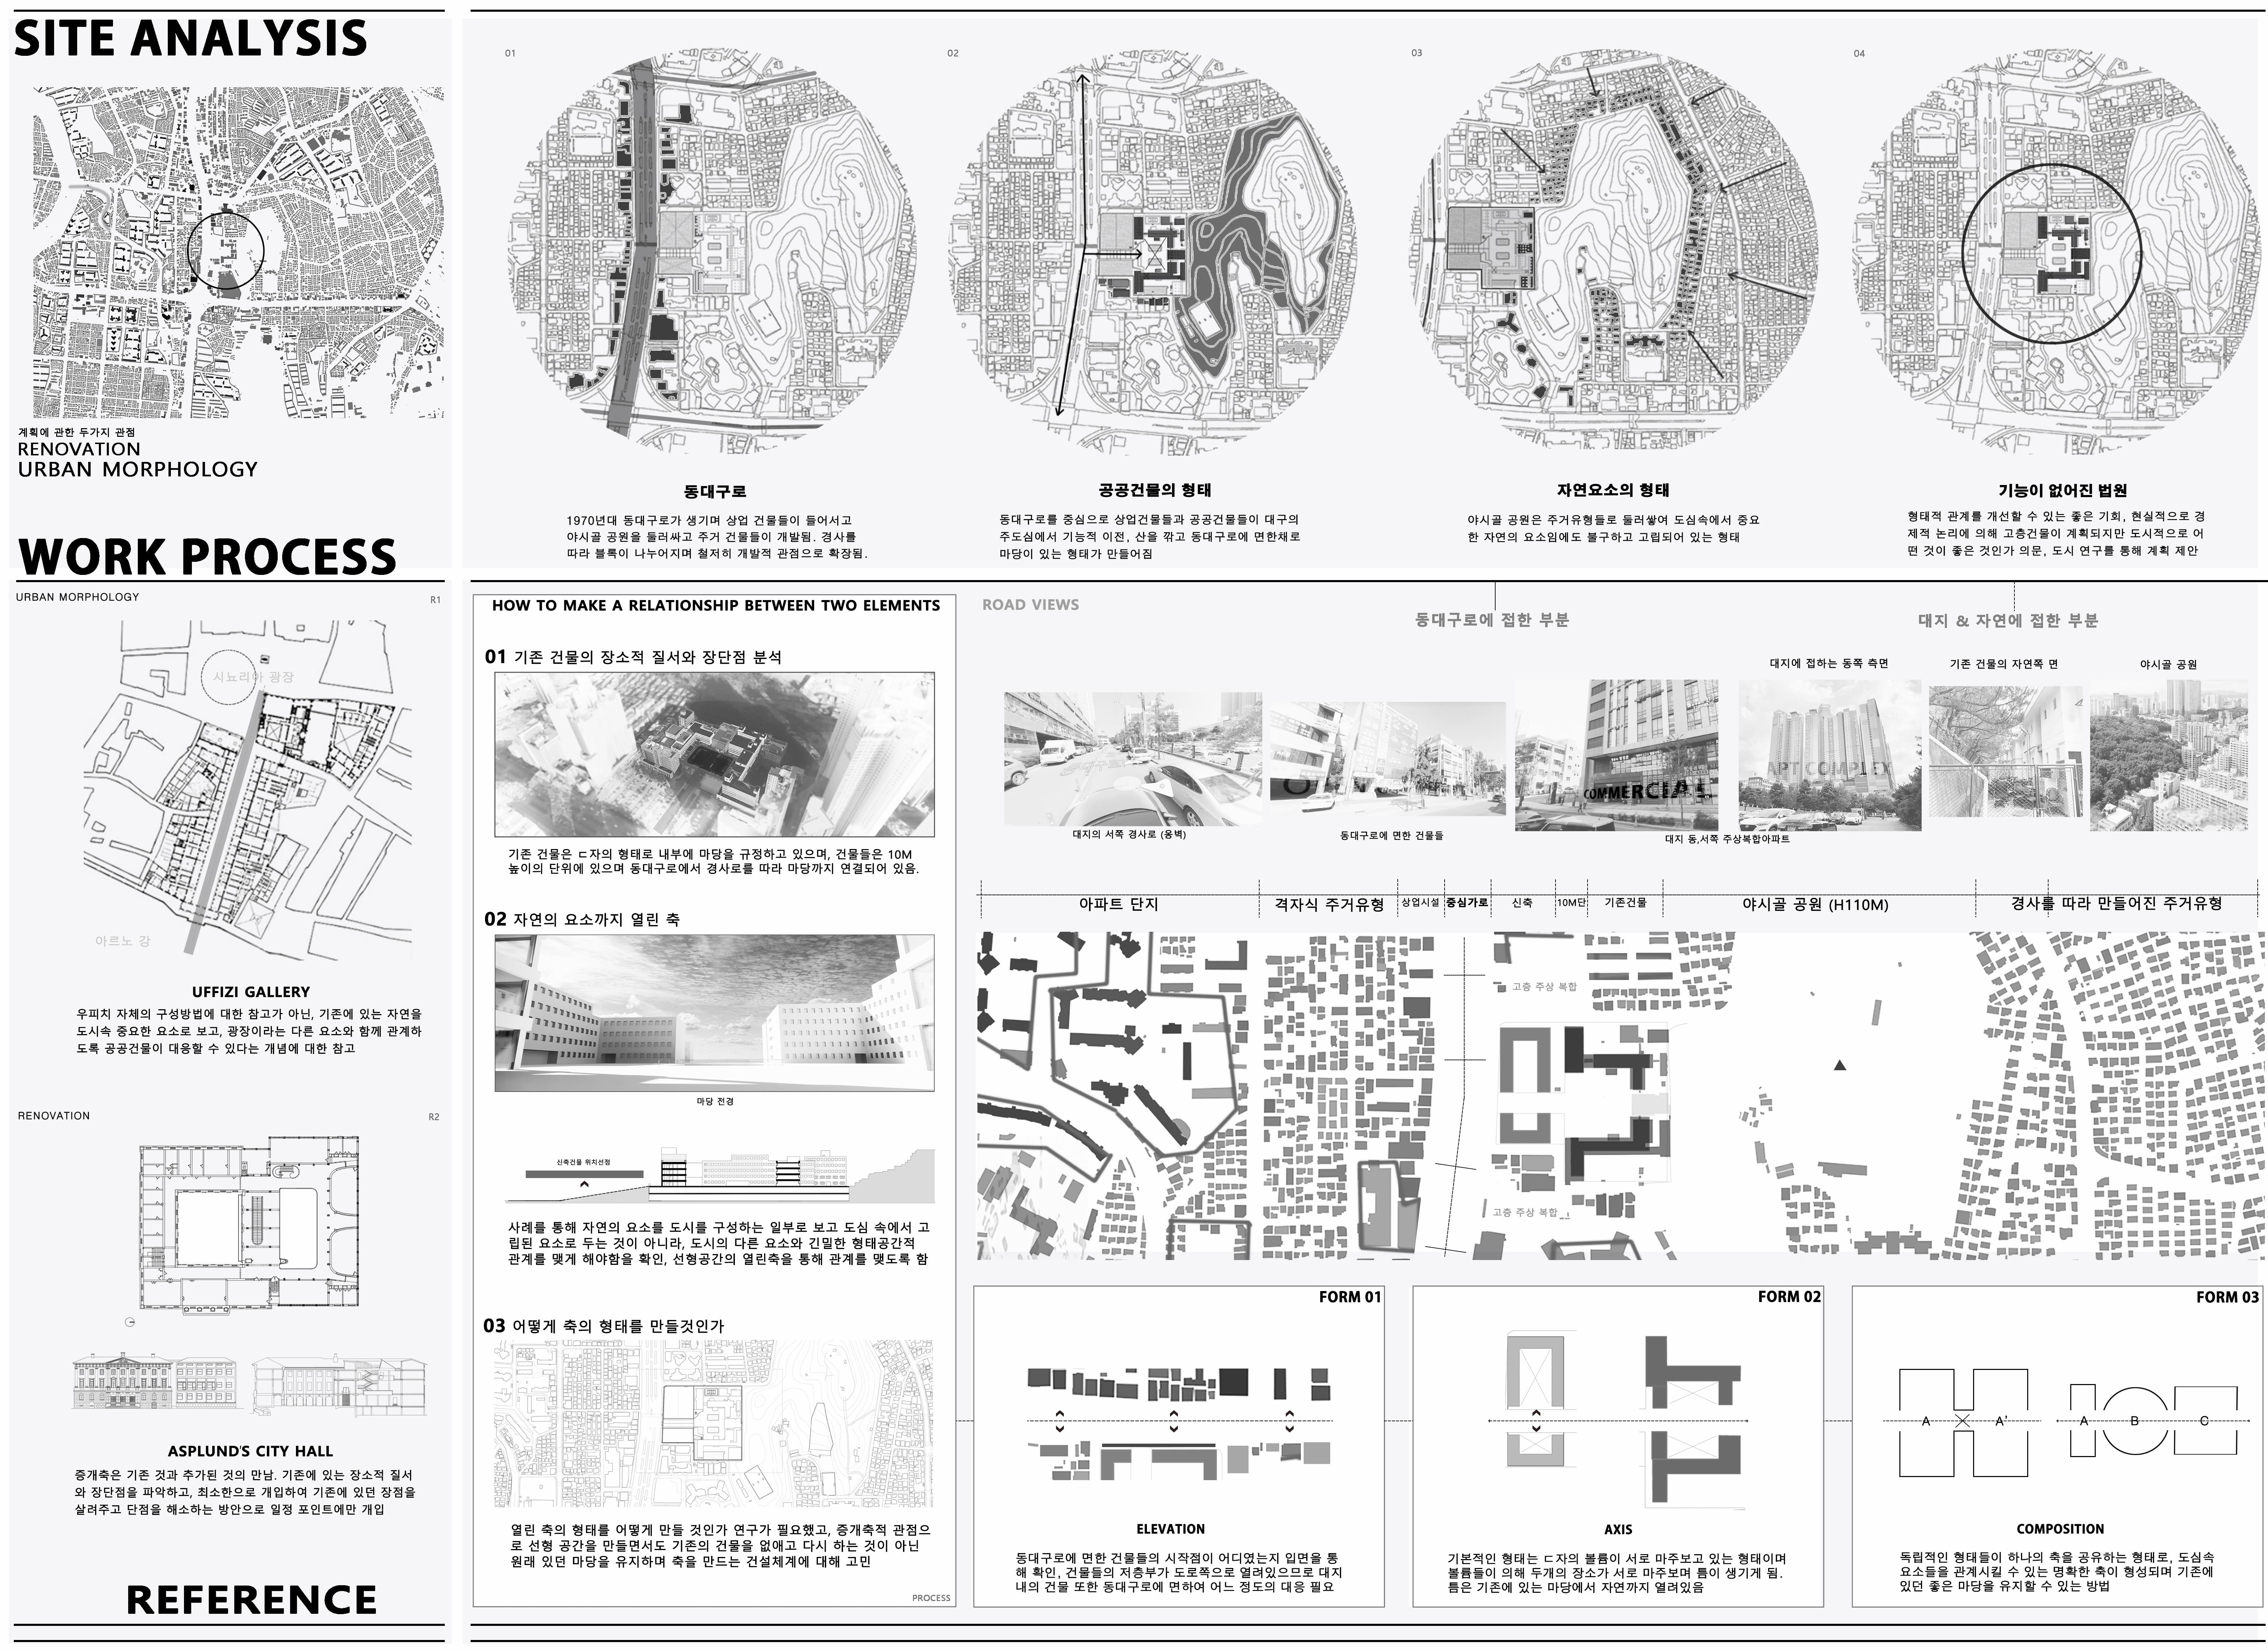 SITE ANALYSIS
계획에 관한 두가지 관점
RENOVATION
URBAN MORPHOLOGY
01
동대구로
1970년대 동대구로가 생기며 상업 건물들이 들어서고
야시골 공원을 둘러싸고 주거 건물들이 개발됨. 경사를
따라 블록이 나누어지며 철저히 개발적 관점으로 확장됨.
02
공공건물의 형태
동대구로를 중심으로 상업건물들과 공공건물들이 대구의
주도심에서 기능적 이전, 산을 깎고 동대구로에 면한채로
마당이 있는 형태가 만들어짐
03
자연요소의 형태
야시골 공원은 주거유형들로 둘러쌓여 도심속에서 중요
한 자연의 요소임에도 불구하고 고립되어 있는 형태
04
기능이 없어진 법원
형태적 관계를 개선할 수 있는 좋은 기회, 현실적으로 경
제적 논리에 의해 고층건물이 계획되지만 도시적으로 어
떤 것이 좋은 것인가 의문, 도시 연구를 통해 계획 제안
WORK PROCESS
URBAN MORPHOLOGY
R1
시뇨리아 광장
아르노 강
UFFIZI GALLERY
우피치 자체의 구성방법에 대한 참고가 아닌, 기존에 있는 자연을
도시속 중요한 요소로 보고, 광장이라는 다른 요소와 함께 관계하
도록 공공건물이 대응할 수 있다는 개념에 대한 참고
RENOVATION
R2
ASPLUND'S CITY HALL
증개축은 기존 것과 추가된 것의 만남. 기존에 있는 장소적 질서
와 장단점을 파악하고, 최소한으로 개입하여 기존에 있던 장점을
살려주고 단점을 해소하는 방안으로 일정 포인트에만 개입
REFERENCE
HOW TO MAKE A RELATIONSHIP BETWEEN TWO ELEMENTS
01 기존 건물의 장소적 질서와 장단점 분석
기존 건물은 ㄷ자의 형태로 내부에 마당을 규정하고 있으며, 건물들은 10M
높이의 단위에 있으며 동대구로에서 경사로를 따라 마당까지 연결되어 있음.
02 자연의 요소까지 열린 축
마당 전경
신축건물 위치선정
사례를 통해 자연의 요소를 도시를 구성하는 일부로 보고 도심 속에서 고
립된 요소로 두는 것이 아니라, 도시의 다른 요소와 긴밀한 형태공간적
관계를 맺게 해야함을 확인, 선형공간의 열린축을 통해 관계를 맺도록 함
03 어떻게 축의 형태를 만들것인가
열린 축의 형태를 어떻게 만들 것인가 연구가 필요했고, 증개축적 관점으
로 선형 공간을 만들면서도 기존의 건물을 없애고 다시 하는 것이 아닌
원래 있던 마당을 유지하며 축을 만드는 건설체계에 대해 고민
PROCESS
ROAD VIEWS
동대구로에 접한 부분
대지 & 자연에 접한 부분
대지에 접하는 동쪽 측면
기존 건물의 자연쪽 면
야시골 공원
COMMERCIAL
APT COMPLEX
대지의 서쪽 경사로 (옹벽)
동대구로에 면한 건물들
대지 동,서쪽 주상복합아파트
아파트 단지
격자식 주거유형
상업시설
중심가로
신축
10M단
기존건물
야시골 공원 (H110M)
경사를 따라 만들어진 주거유형
고층 주상 복합
고층 주상 복합
FORM 01
ELEVATION
동대구로에 면한 건물들의 시작점이 어디였는지 입면을 통
해 확인, 건물들의 저층부가 도로쪽으로 열려있으므로 대지
내의 건물 또한 동대구로에 면하여 어느 정도의 대응 필요
FORM 02
AXIS
기본적인 형태는 ㄷ자의 볼륨이 서로 마주보고 있는 형태이며
볼륨들이 의해 두개의 장소가 서로 마주보며 틈이 생기게 됨.
틈은 기존에 있는 마당에서 자연까지 열려있음
FORM 03
A A' A B C
COMPOSITION
독립적인 형태들이 하나의 축을 공유하는 형태로, 도심속
요소들을 관계시킬 수 있는 명확한 축이 형성되며 기존에
있던 좋은 마당을 유지할 수 있는 방법